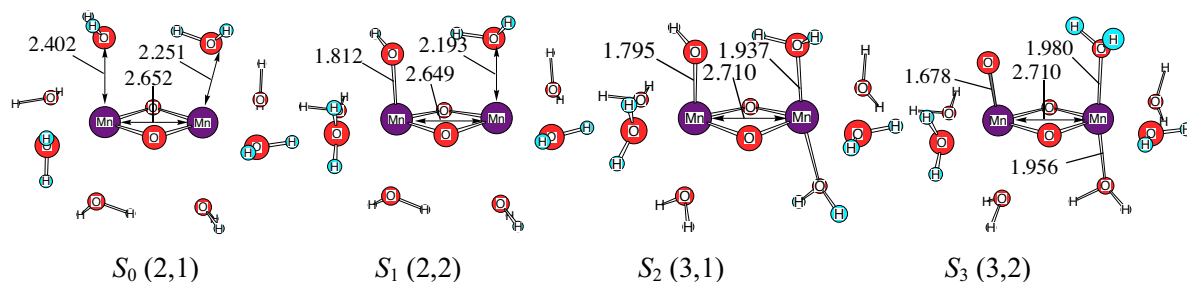 2.402
2.251
2.652
1.812
2.193
2.649
1.795
1.937
2.710
1.678
1.980
2.710
1.956
H
H
O
H
H
O
Mn
Mn
O
O
H
O
H
H
O
H
H
O
H
O
H
H
O
H
H
O
H
H
H
O
H
H
O
Mn
Mn
O
O
H
O
H
H
H
O
O
H
H
O
H
H
O
H
H
O
H
H
H
O
H
O
H
Mn
Mn
O
O
H
O
H
H
H
O
O
H
H
O
H
H
O
H
H
O
H
O
H
H
O
Mn
Mn
O
O
H
O
H
H
H
O
O
H
H
O
H
H
O
H
H
O
H
S0 (2,1)
S1 (2,2)
S2 (3,1)
S3 (3,2)